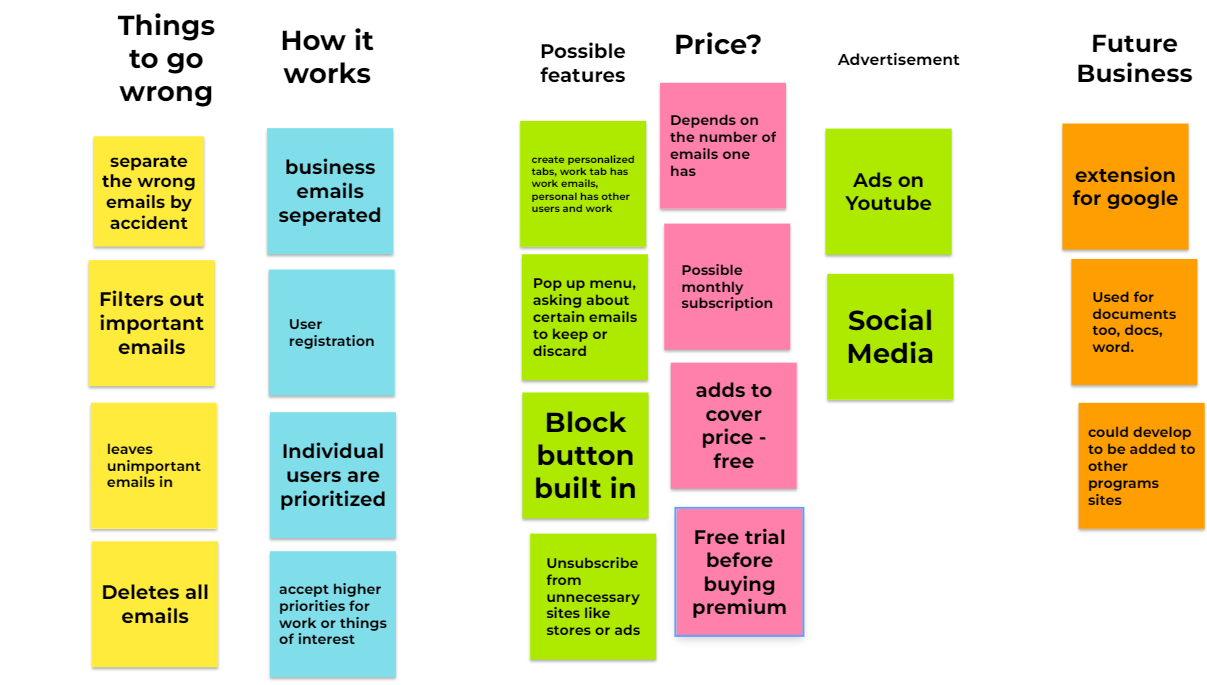 Things
to go
wrong
separate
the wrong
emails by
accident
Filters out
important
emails
leaves
unimportant
emails in
Deletes all
emails
How it
works
business
emails
seperated
User
registration
Individual
users are
prioritized
accept higher
priorities for
work or things
of interest
Possible
features
create personalized
tabs, work tab has
work emails,
personal has other
users and work
Pop up menu,
asking about
certain emails
to keep or
discard
Block
button
built in
Unsubscribe
from
unnecessary
sites like
stores or ads
Price?
Depends on
the number of
emails one
has
Possible
monthly
subscription
adds to
cover
price -
free
Free trial
before
buying
premium
Advertisement
Ads on
Youtube
Social
Media
Future
Business
extension
for google
Used for
documents
too, docs,
word.
could develop
to be added to
other
programs
sites